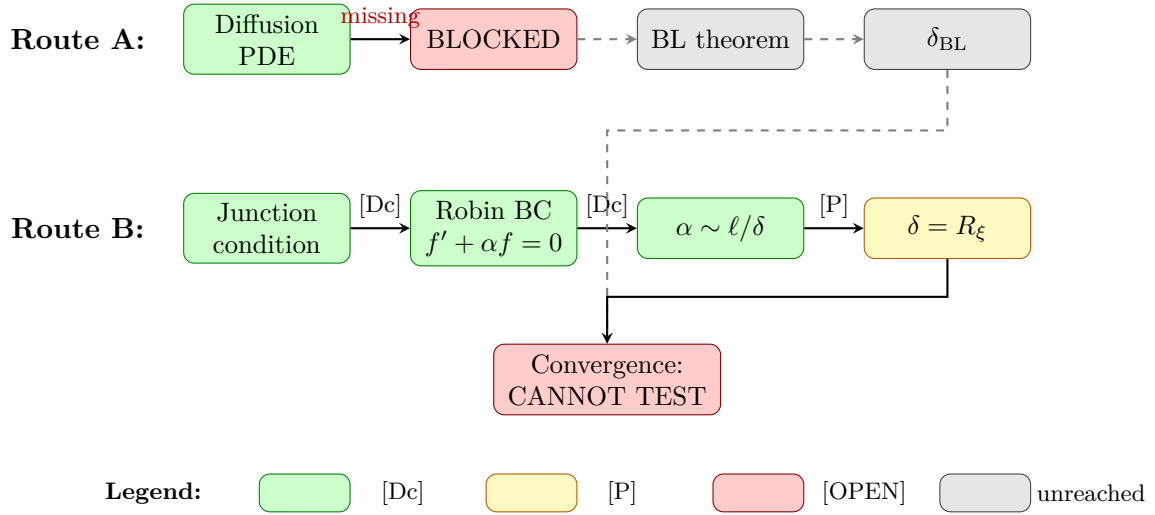 Route A:
Diffusion
PDE
missing
BLOCKED
BL theorem
δ_BL
Route B:
Junction
condition
[Dc]
Robin BC
f′ + αf = 0
[Dc]
α ∼ ℓ/δ
[P]
δ = R_ξ
Convergence:
CANNOT TEST
Legend:
[Dc]
[P]
[OPEN]
unreached